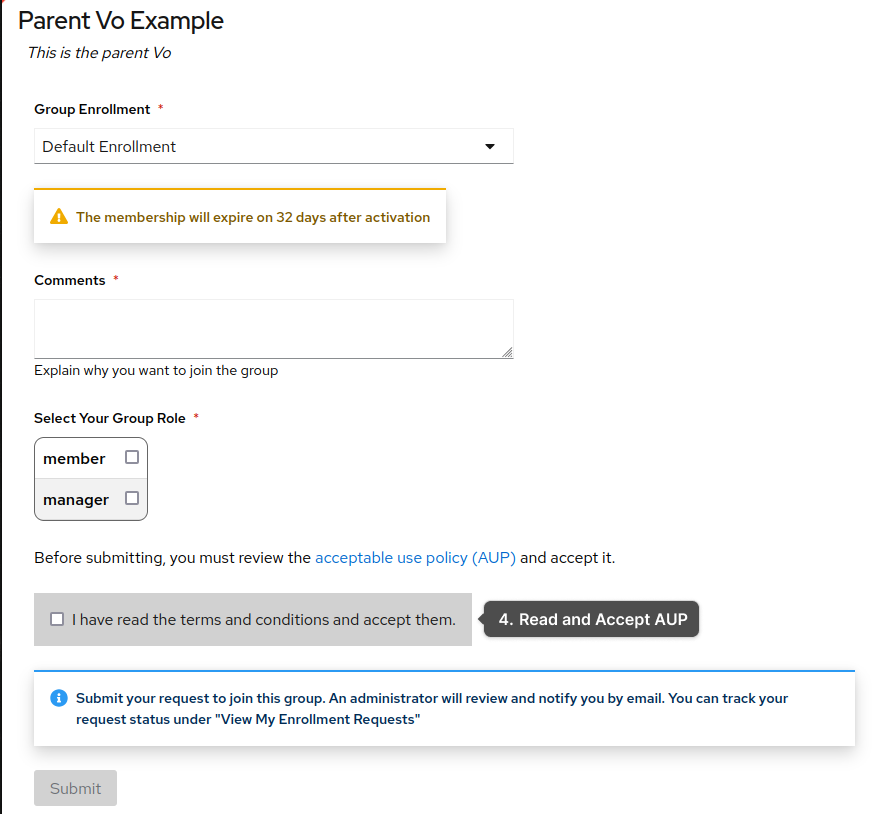 Parent Vo Example
This is the parent Vo
Group Enrollment *
Default Enrollment
The membership will expire on 32 days after activation
Comments *
Explain why you want to join the group
Select Your Group Role *
member
manager
Before submitting, you must review the acceptable use policy (AUP) and accept it.
I have read the terms and conditions and accept them.
4. Read and Accept AUP
Submit your request to join this group. An administrator will review and notify you by email. You can track your
request status under "View My Enrollment Requests"
Submit